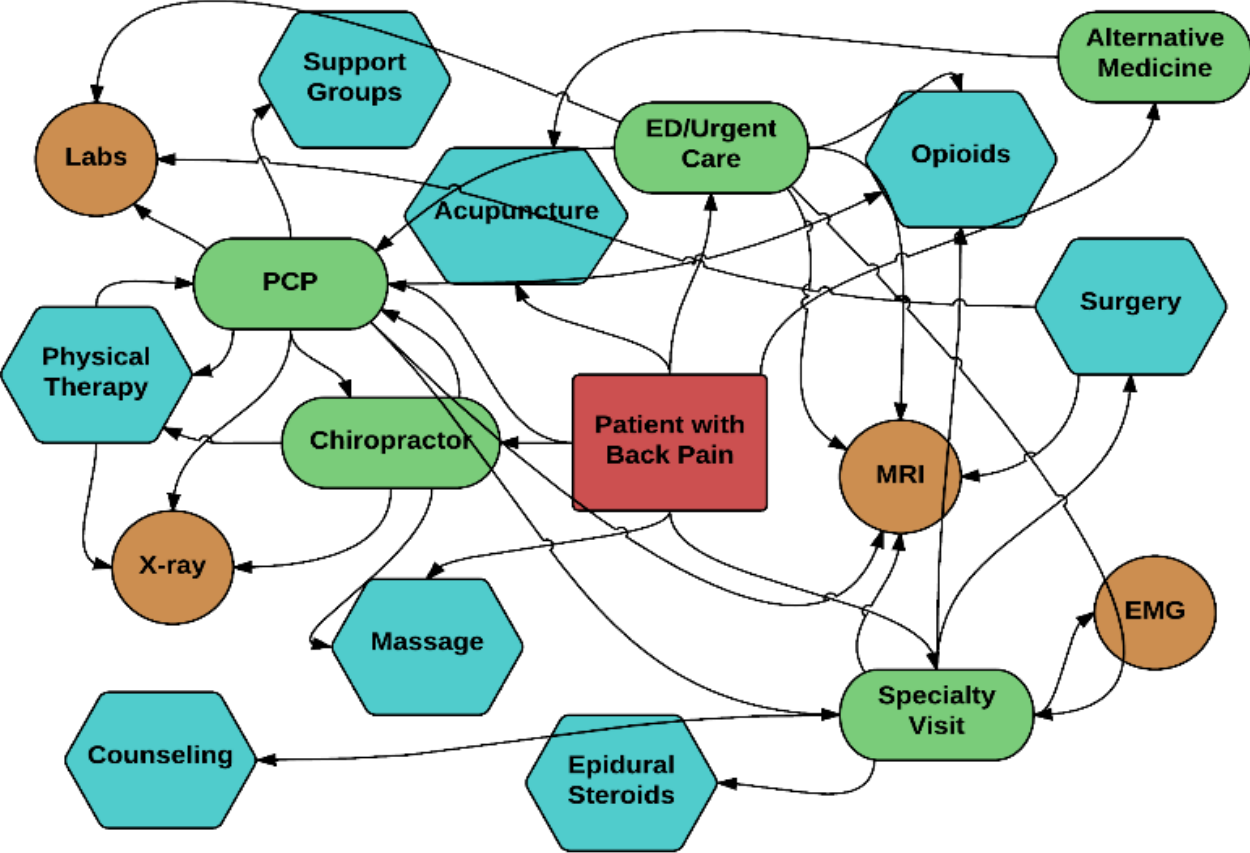 Alternative
Medicine
Support
Groups
ED/Urgent
Care
Opioids
Labs
Acupuncture
PCP
Surgery
Physical
Therapy
Chiropractor
Patient with
Back Pain
MRI
X-ray
EMG
Massage
Specialty
Visit
Counseling
Epidural
Steroids